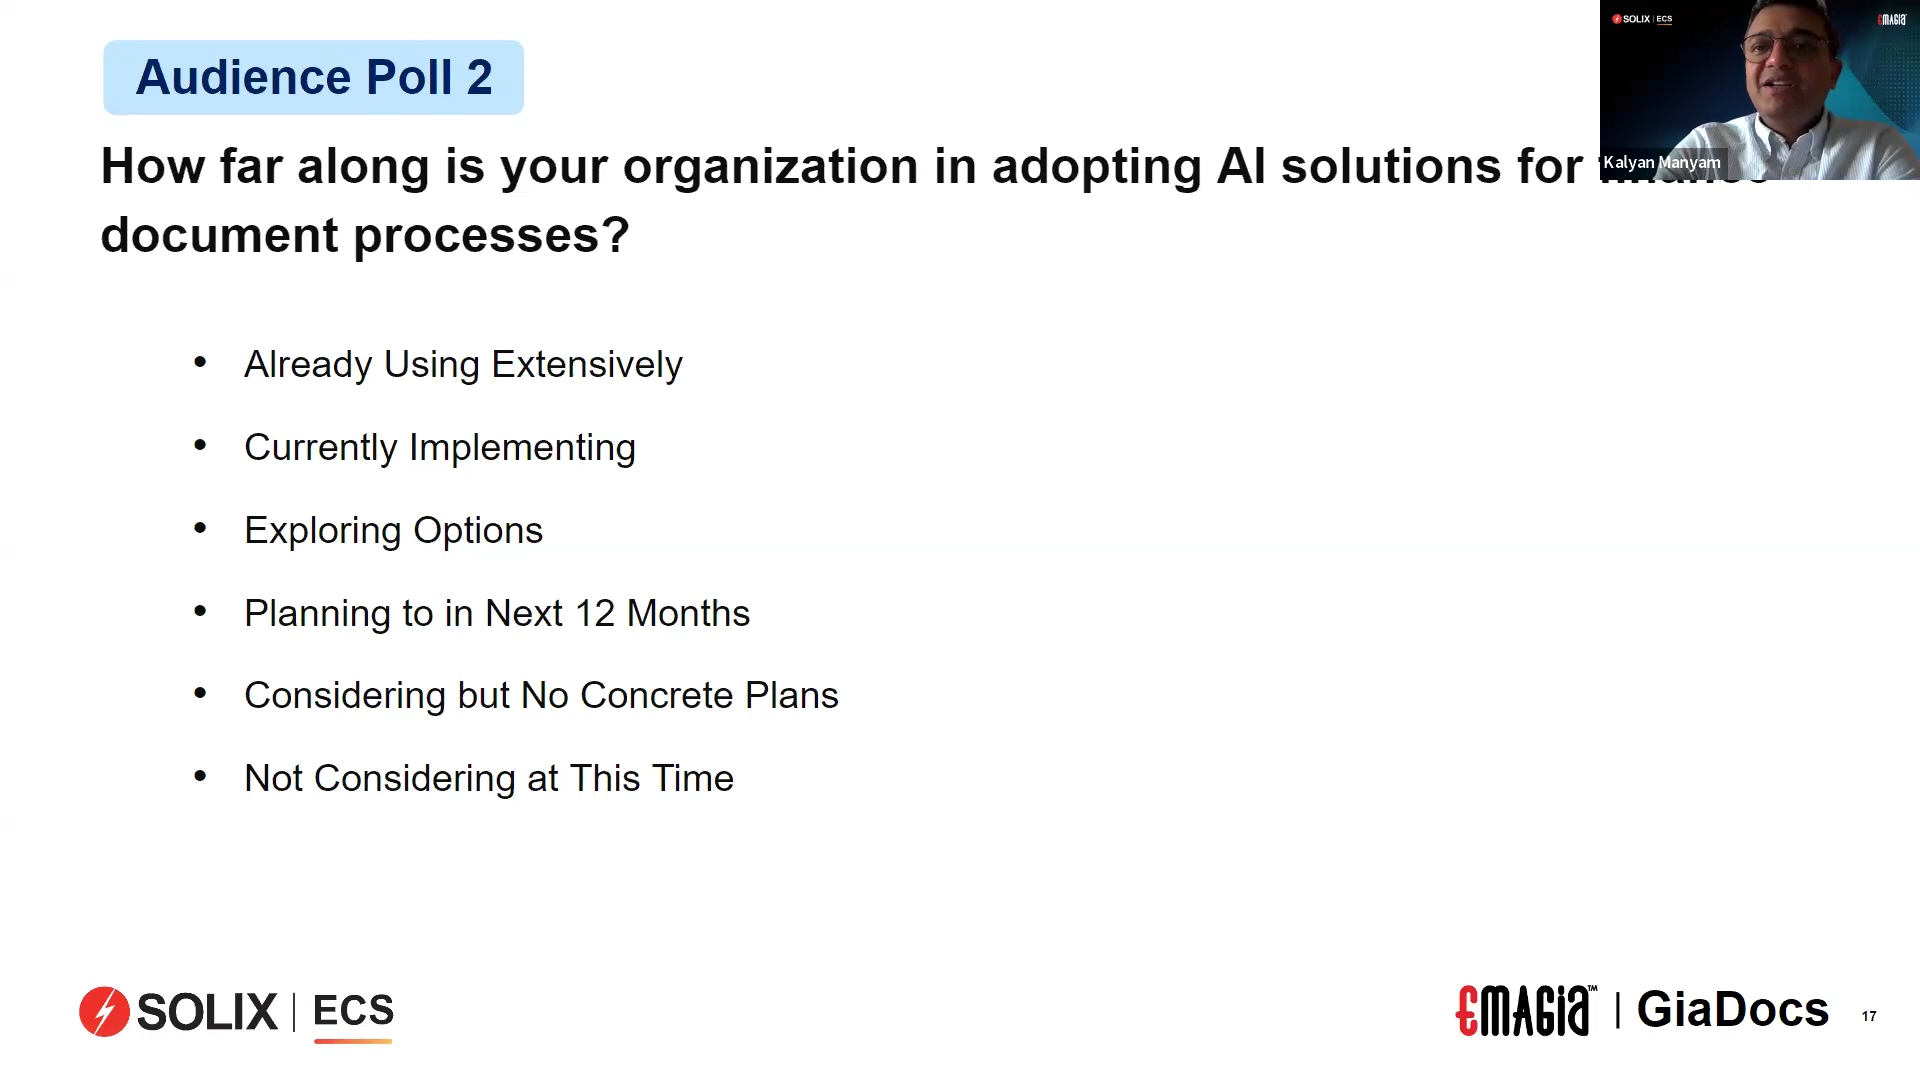 Audience Poll 2
SOLIX | ECS
EMAGIA
How far along is your organization in adopting AI solutions for
Kalyan Manyam
document processes?
• Already Using Extensively
• Currently Implementing
• Exploring Options
• Planning to in Next 12 Months
• Considering but No Concrete Plans
• Not Considering at This Time
SOLIX | ECS
EMAGIA™ | GiaDocs
17